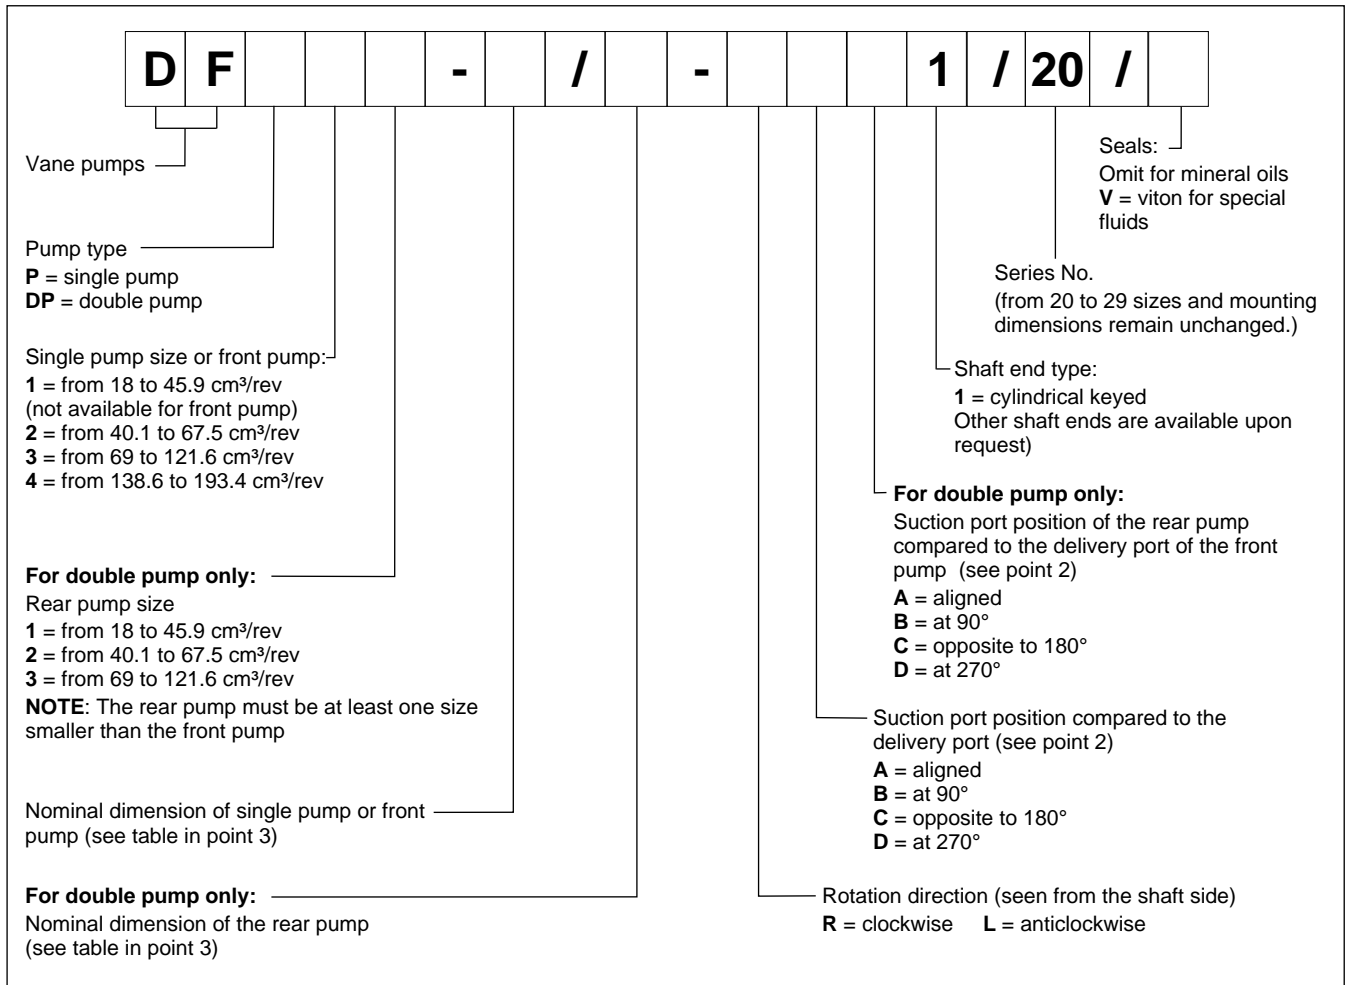 D F - / - 1 / 20 /
Vane pumps
Pump type
P = single pump
DP = double pump
Single pump size or front pump:
1 = from 18 to 45.9 cm³/rev
(not available for front pump)
2 = from 40.1 to 67.5 cm³/rev
3 = from 69 to 121.6 cm³/rev
4 = from 138.6 to 193.4 cm³/rev
For double pump only:
Rear pump size
1 = from 18 to 45.9 cm³/rev
2 = from 40.1 to 67.5 cm³/rev
3 = from 69 to 121.6 cm³/rev
NOTE: The rear pump must be at least one size
smaller than the front pump
Nominal dimension of single pump or front
pump (see table in point 3)
For double pump only:
Nominal dimension of the rear pump
(see table in point 3)
Seals:
Omit for mineral oils
V = viton for special
fluids
Series No.
(from 20 to 29 sizes and mounting
dimensions remain unchanged.)
Shaft end type:
1 = cylindrical keyed
Other shaft ends are available upon
request)
For double pump only:
Suction port position of the rear pump
compared to the delivery port of the front
pump (see point 2)
A = aligned
B = at 90°
C = opposite to 180°
D = at 270°
Suction port position compared to the
delivery port (see point 2)
A = aligned
B = at 90°
C = opposite to 180°
D = at 270°
Rotation direction (seen from the shaft side)
R = clockwise L = anticlockwise